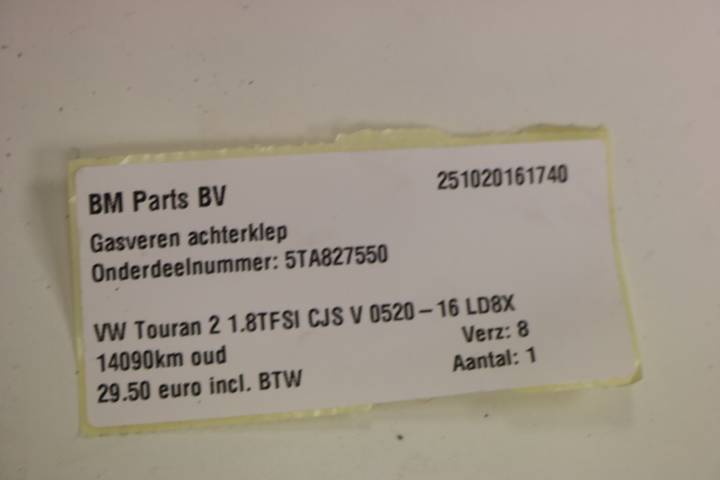 BM Parts BV 251020161740
Gasveren achterklep
Onderdeelnummer: 5TA827550
VW Touran 2 1.8TFSI CJS V 0520-16 LD8X
14090km oud Verz: 8
29.50 euro incl. BTW Aantal: 1